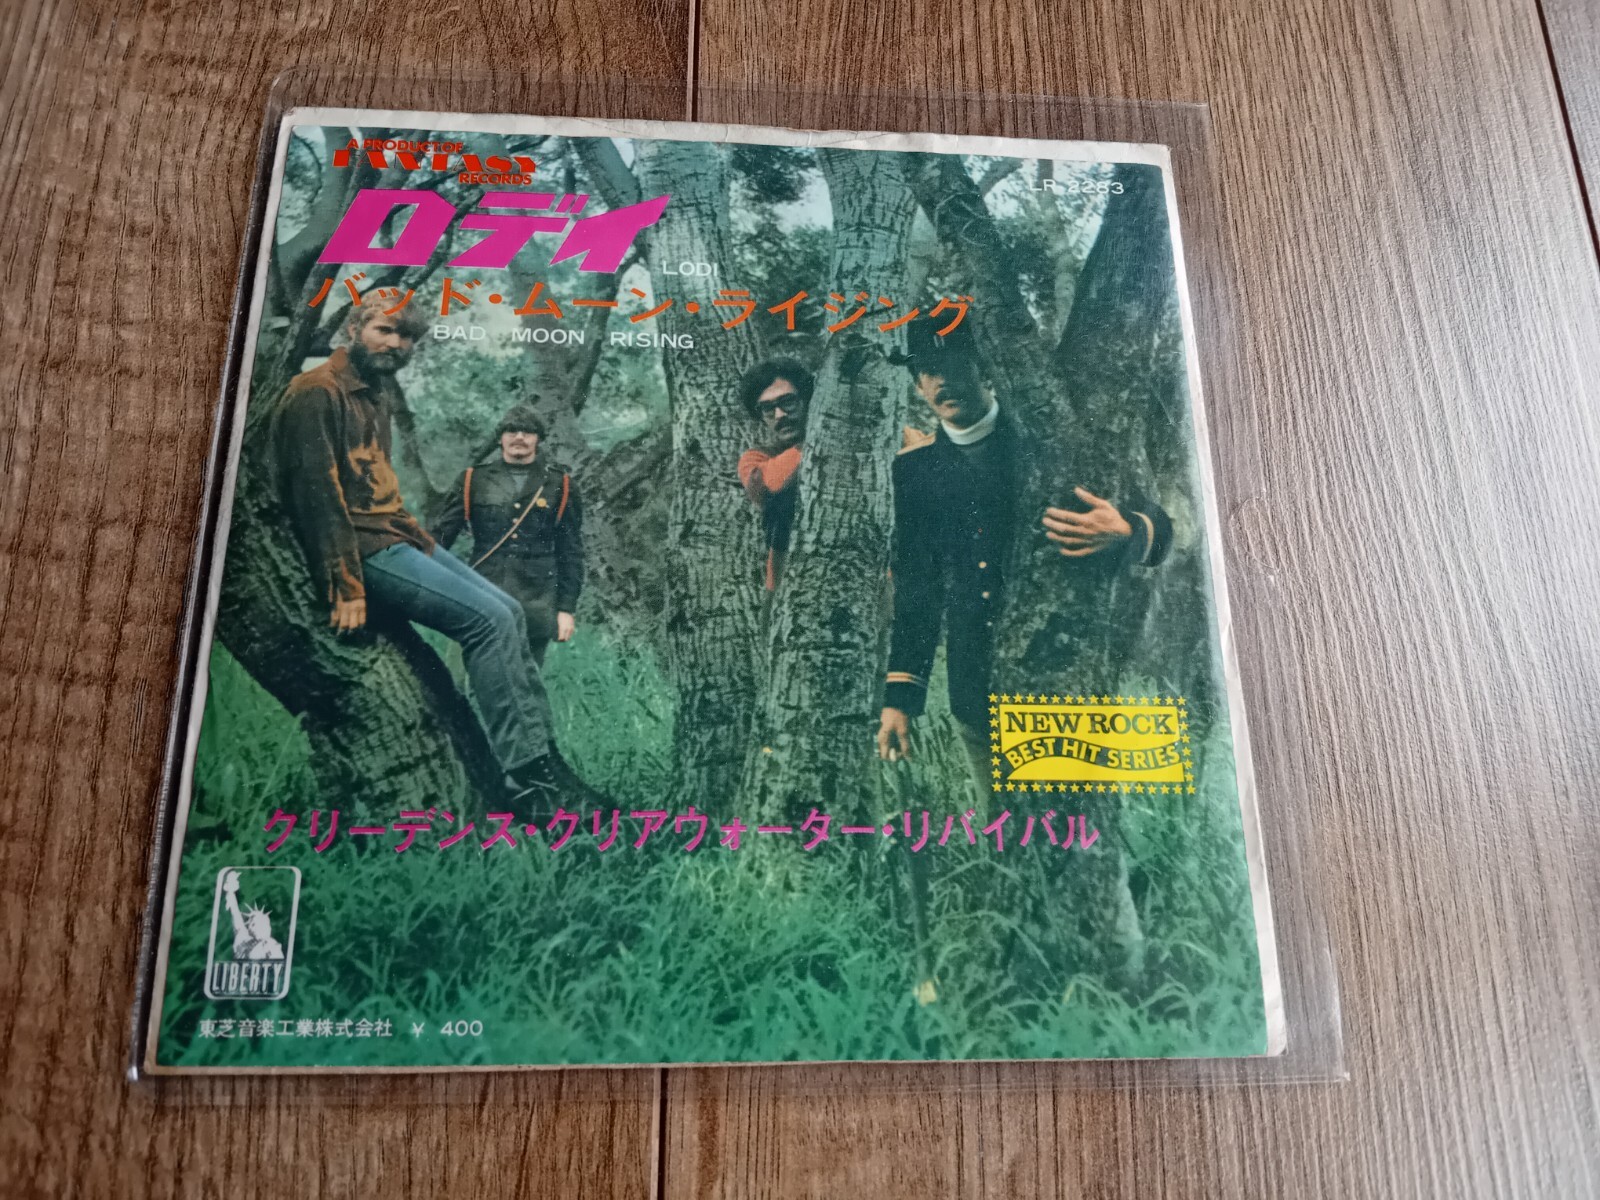 A PRODUCT OF
FANTASY
RECORDS
LR-2283
ロディ
LODI
バッド・ムーン・ライジング
BAD MOON RISING
NEW ROCK
BEST HIT SERIES
クリーデンス・クリアウォーター・リバイバル
LIBERTY
東芝音楽工業株式会社 ¥ 400